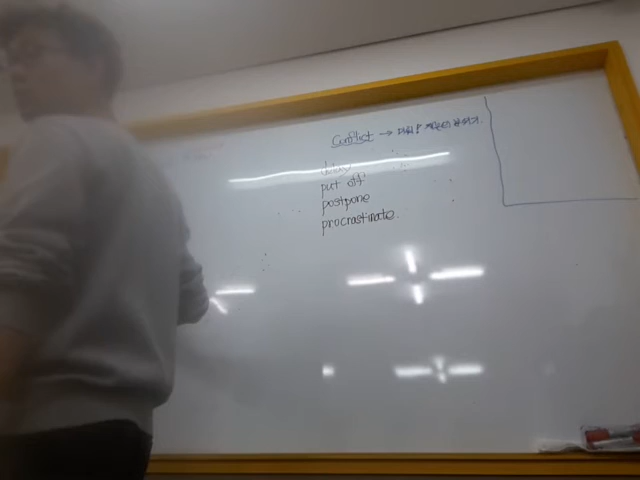 Conflict →
delay
put off
postpone
procrastinate.